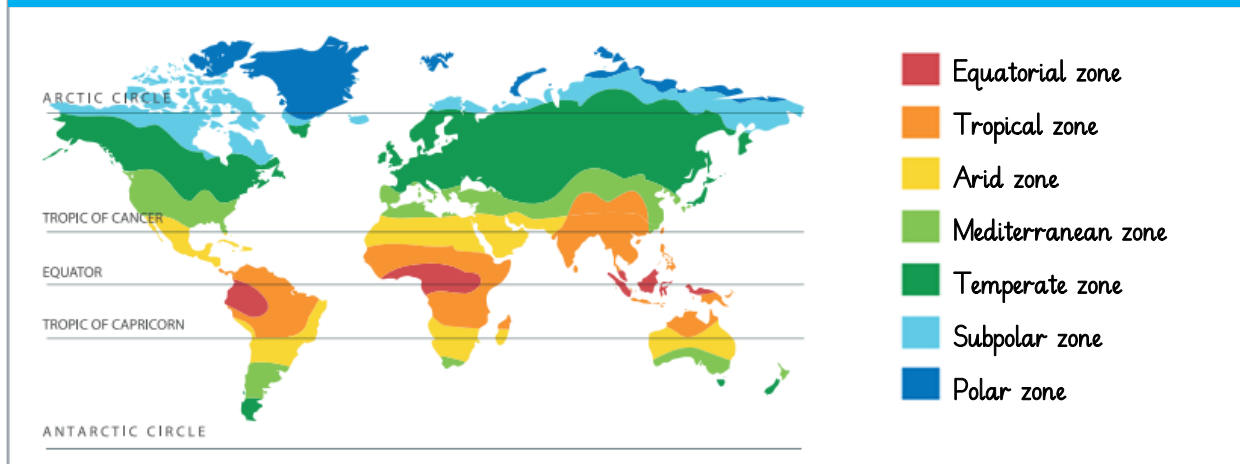 ARCTIC CIRCLE
TROPIC OF CANCER
EQUATOR
TROPIC OF CAPRICORN
ANTARCTIC CIRCLE
Equatorial zone
Tropical zone
Arid zone
Mediterranean zone
Temperate zone
Subpolar zone
Polar zone